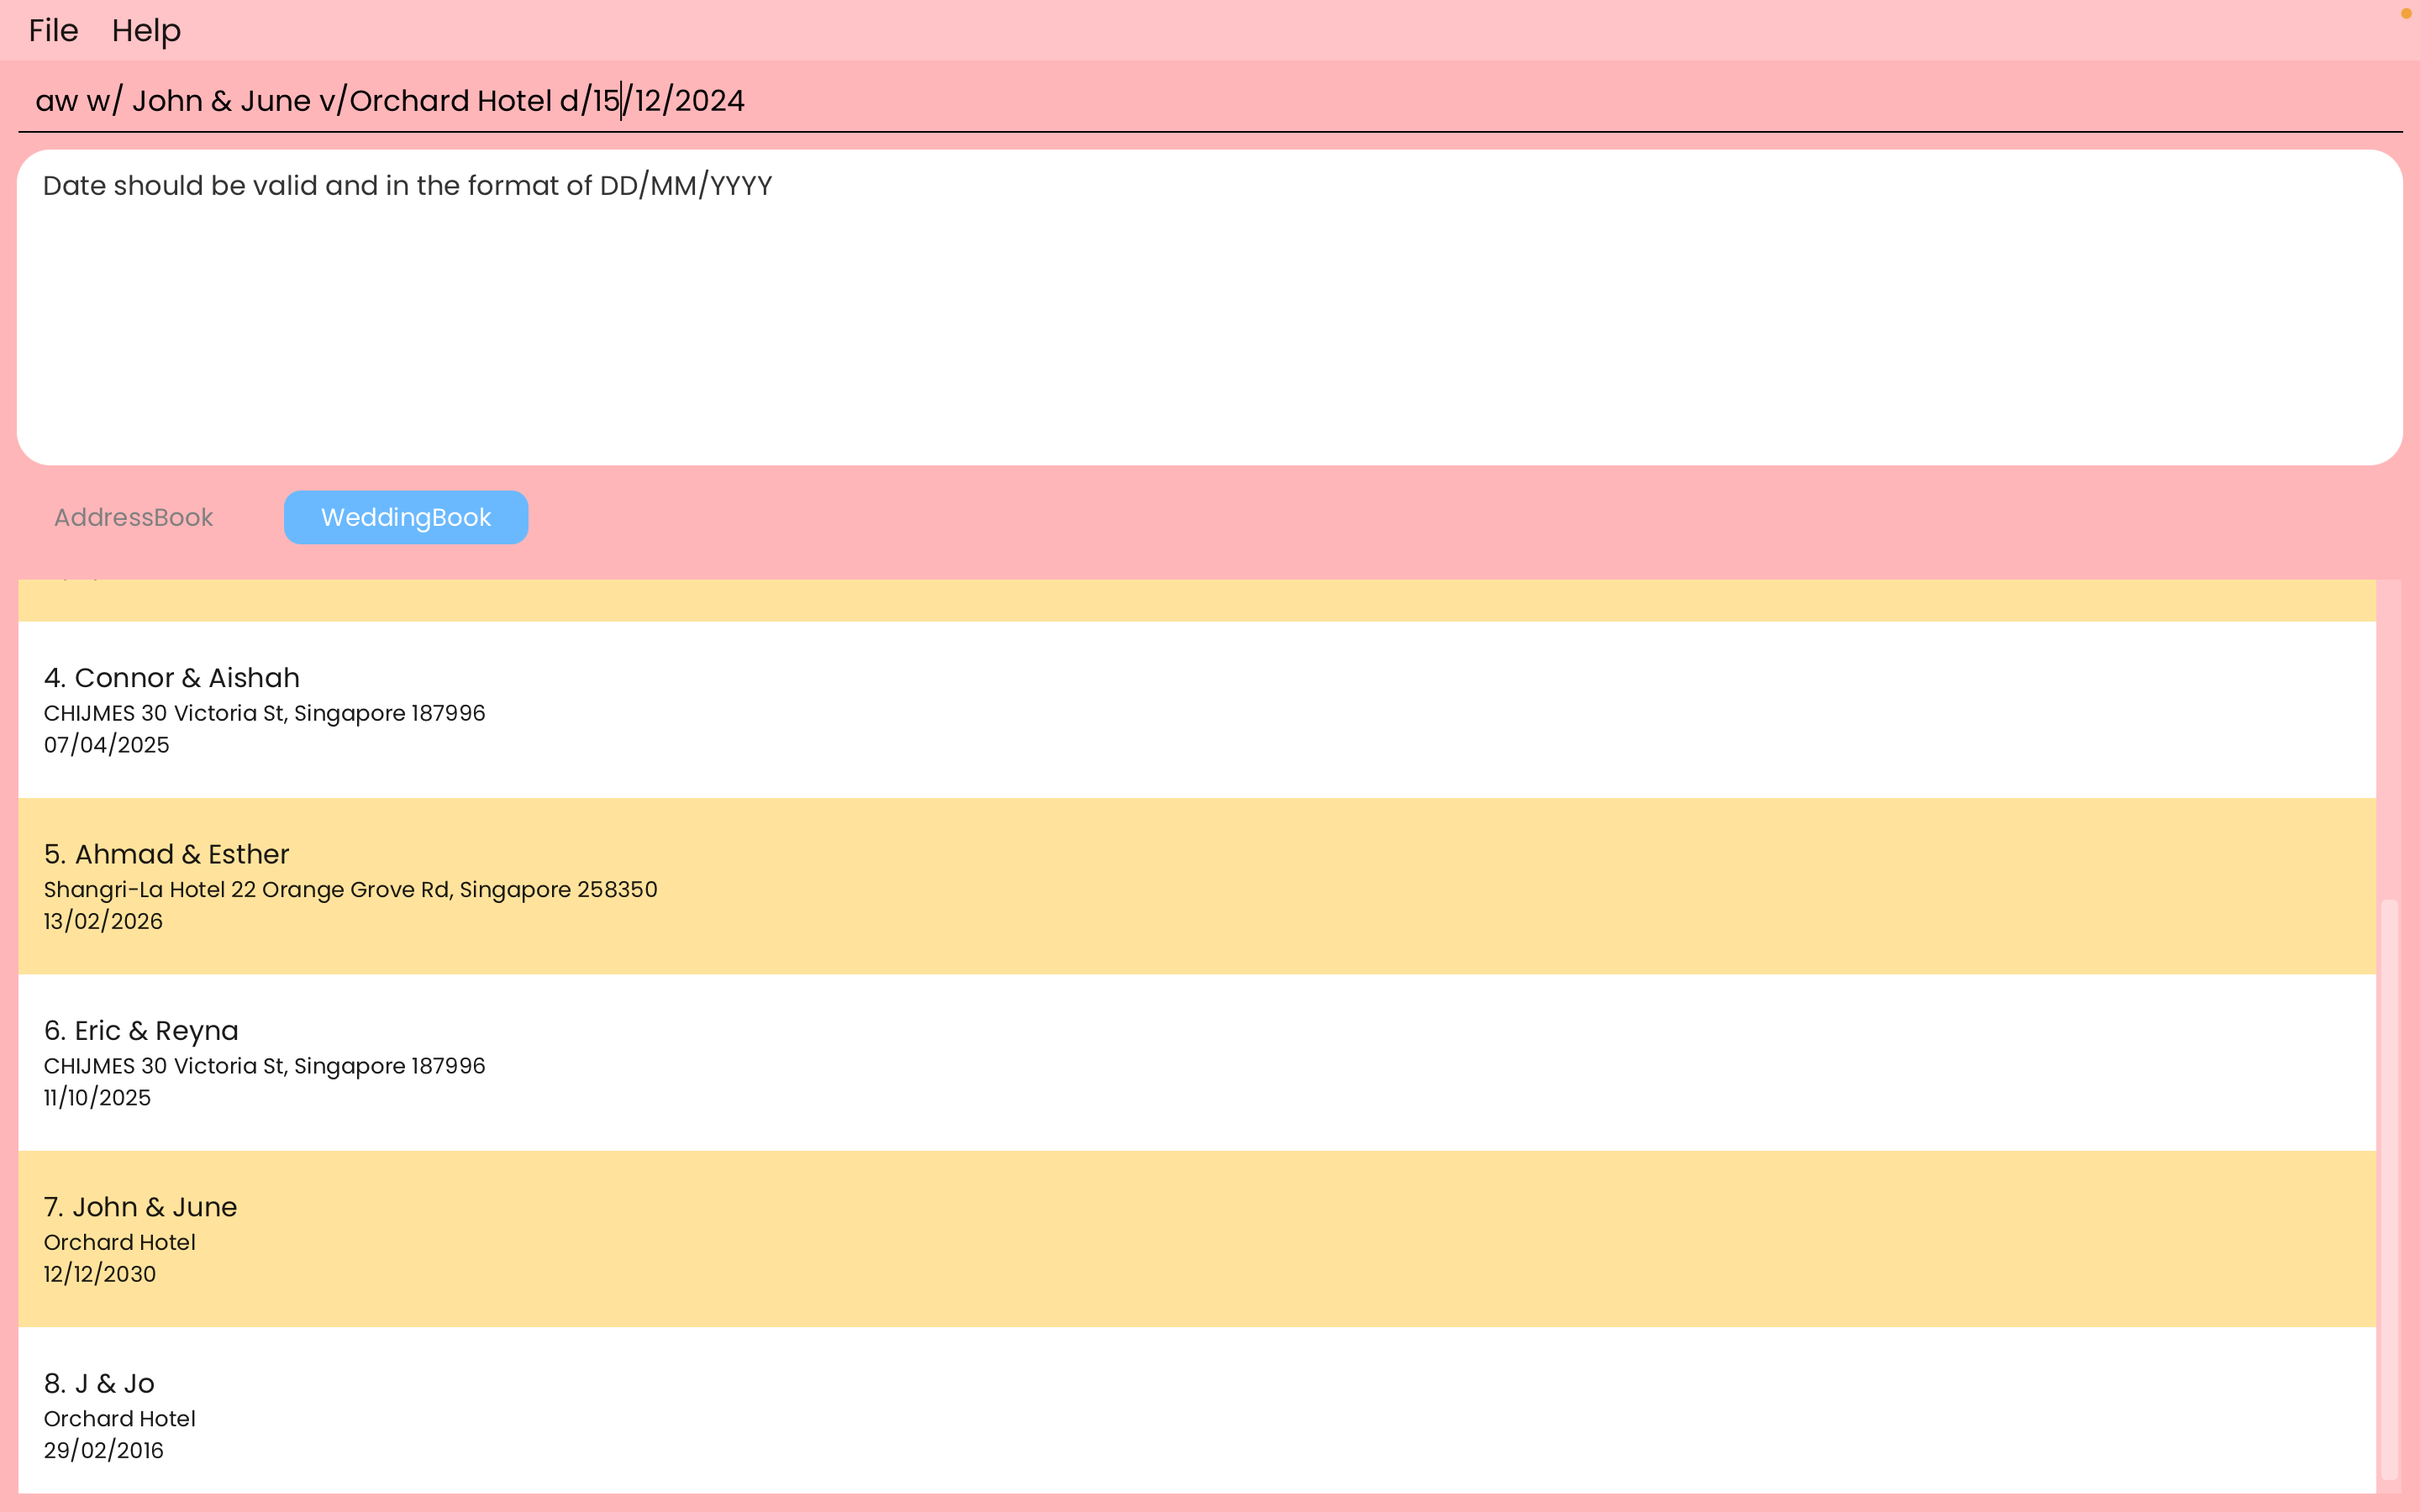 File Help
aw w/ John & June v/Orchard Hotel d/15/12/2024
Date should be valid and in the format of DD/MM/YYYY
AddressBook WeddingBook
4. Connor & Aishah
CHIJMES 30 Victoria St, Singapore 187996
07/04/2025
5. Ahmad & Esther
Shangri-La Hotel 22 Orange Grove Rd, Singapore 258350
13/02/2026
6. Eric & Reyna
CHIJMES 30 Victoria St, Singapore 187996
11/10/2025
7. John & June
Orchard Hotel
12/12/2030
8. J & Jo
Orchard Hotel
29/02/2016